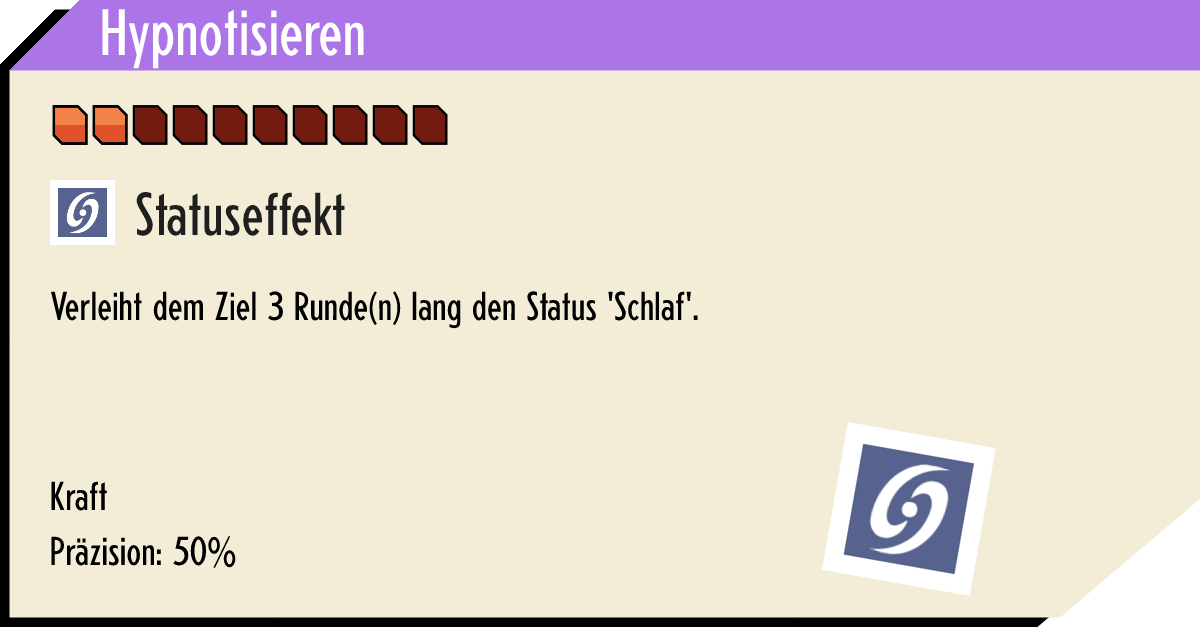 Hypnotisieren
Statuseffekt
Verleiht dem Ziel 3 Runde(n) lang den Status 'Schlaf'.
Kraft
Präzision: 50%